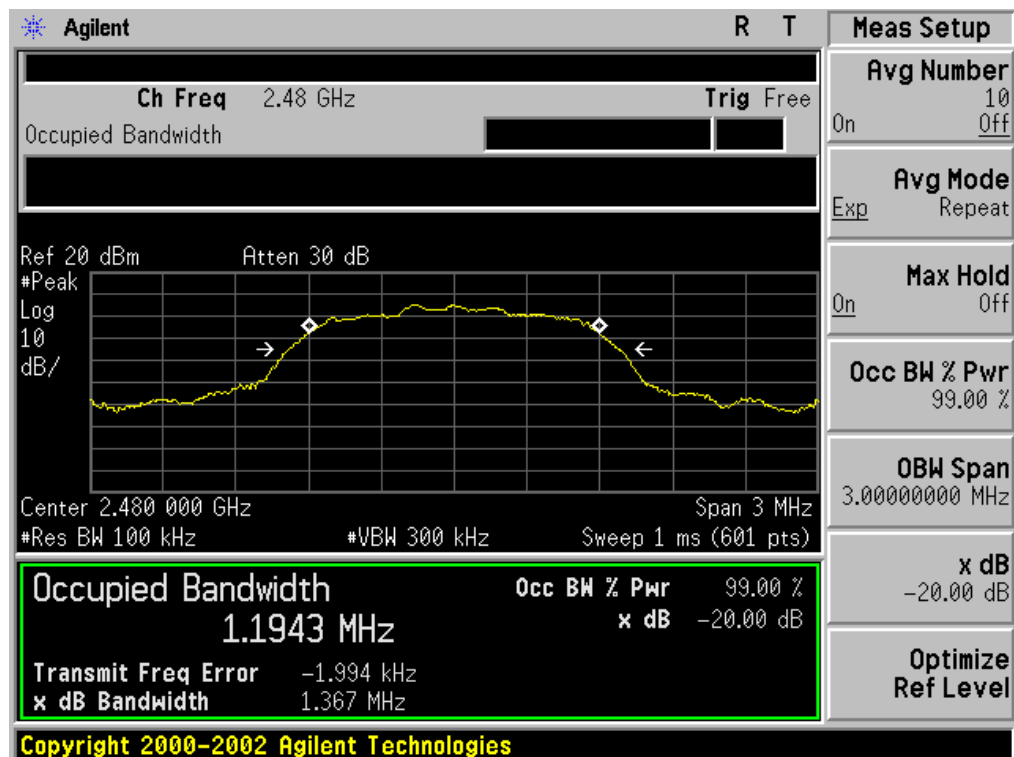 Agilent
R T
Ch Freq 2.48 GHz
Trig Free
Occupied Bandwidth
Ref 20 dBm Atten 30 dB
#Peak
Log
10
dB/
Center 2.480 000 GHz
Span 3 MHz
#Res BW 100 kHz
#VBW 300 kHz
Sweep 1 ms (601 pts)
Occupied Bandwidth
1.1943 MHz
Occ BW % Pwr 99.00 %
x dB -20.00 dB
Transmit Freq Error -1.994 kHz
x dB Bandwidth 1.367 MHz
Copyright 2000-2002 Agilent Technologies
Meas Setup
Avg Number
10
On Off
Avg Mode
Exp Repeat
Max Hold
On Off
Occ BW % Pwr
99.00 %
OBW Span
3.00000000 MHz
x dB
-20.00 dB
Optimize
Ref Level